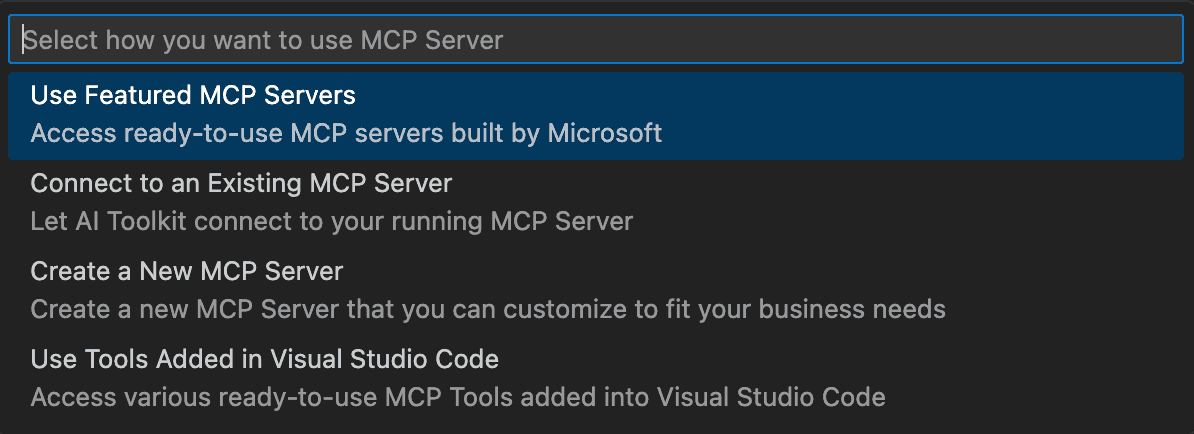 Select how you want to use MCP Server
Use Featured MCP Servers
Access ready-to-use MCP servers built by Microsoft
Connect to an Existing MCP Server
Let AI Toolkit connect to your running MCP Server
Create a New MCP Server
Create a new MCP Server that you can customize to fit your business needs
Use Tools Added in Visual Studio Code
Access various ready-to-use MCP Tools added into Visual Studio Code